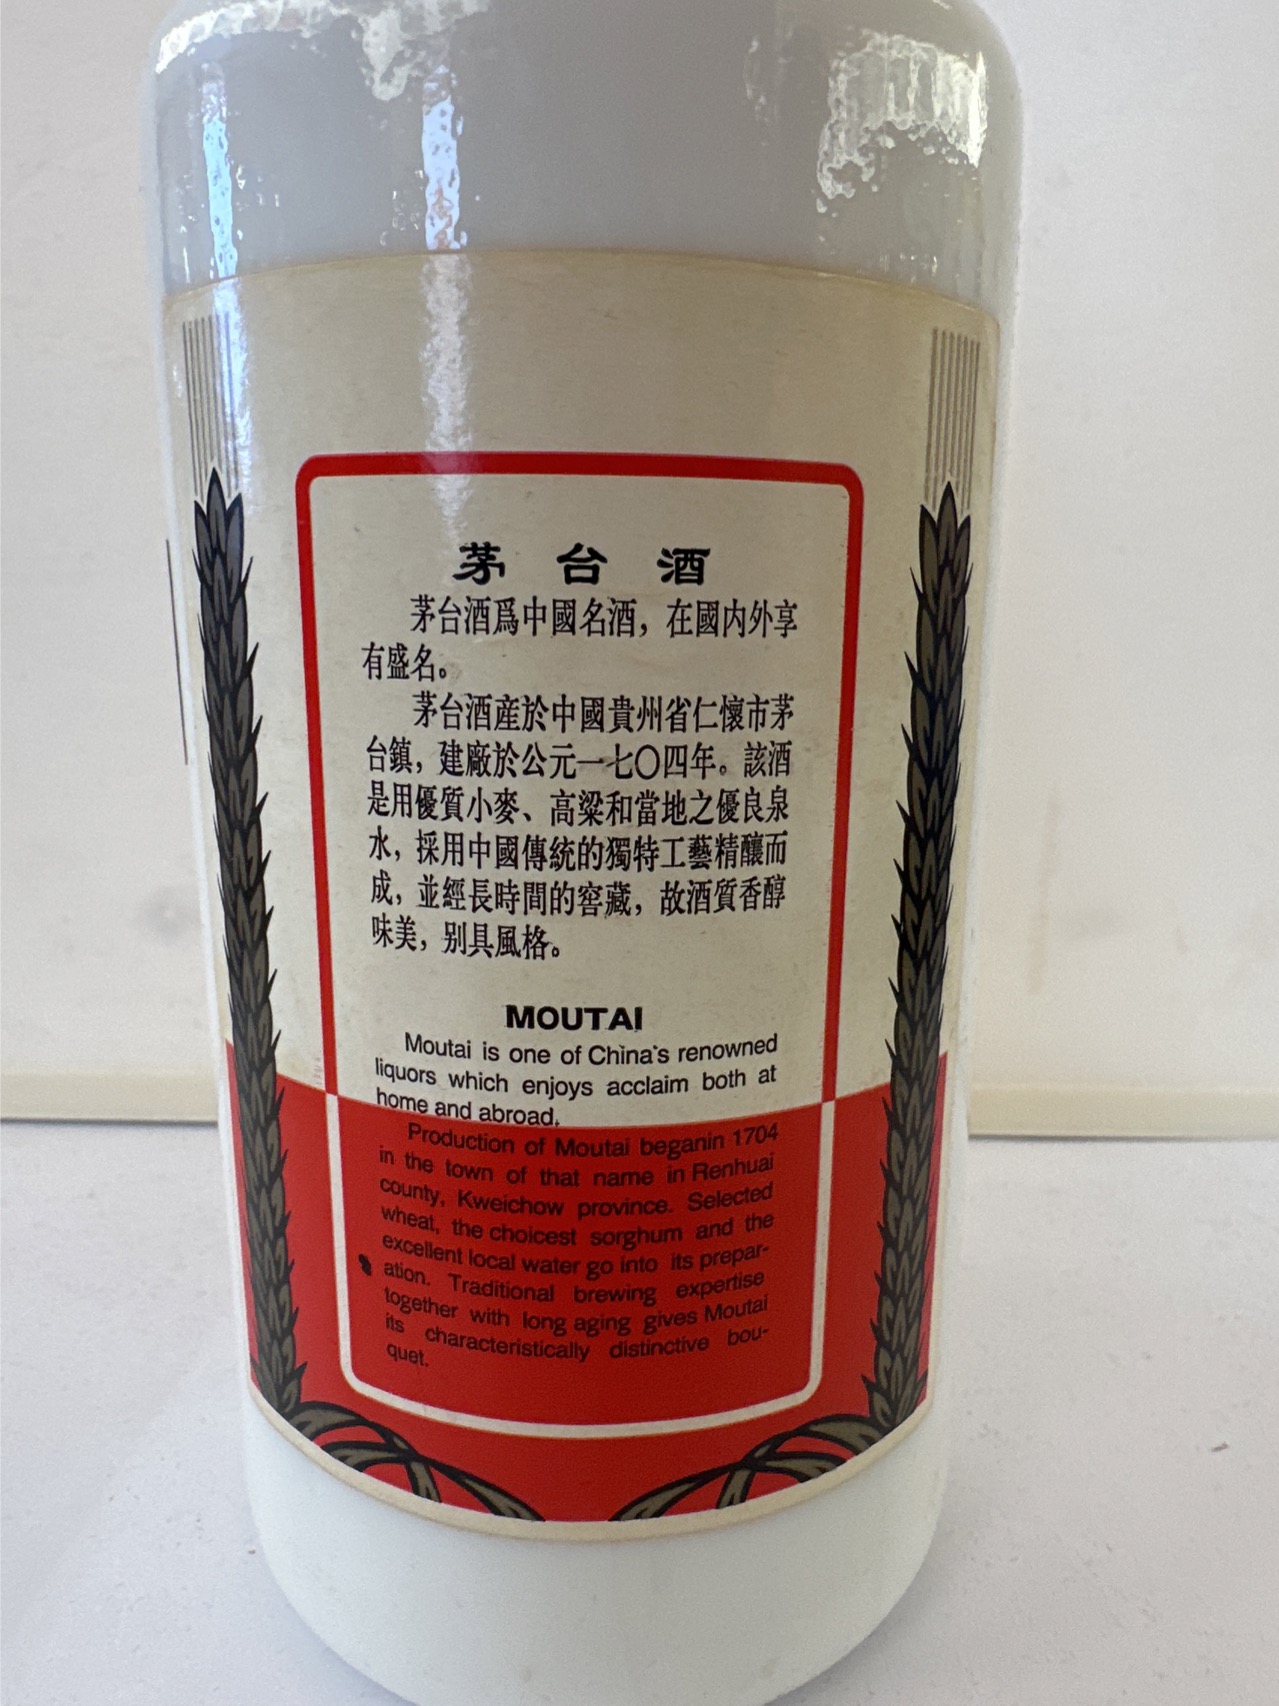 茅台酒
茅台酒爲中國名酒，在國内外享
有盛名。
茅台酒産於中國貴州省仁懷市茅
台鎮，建廠於公元一七〇四年。該酒
是用優質小麥、高粱和當地之優良泉
水，採用中國傳統的獨特工藝精釀而
成，並經長時間的窖藏，故酒質香醇
味美，别具風格。
MOUTAI
Moutai is one of China's renowned
liquors which enjoys acclaim both at
home and abroad.
Production of Moutai beganin 1704
in the town of that name in Renhuai
county, Kweichow province. Selected
wheat, the choicest sorghum and the
excellent local water go into its prepar-
ation. Traditional brewing expertise
together with long aging gives Moutai
its characteristically distinctive bou-
quet.